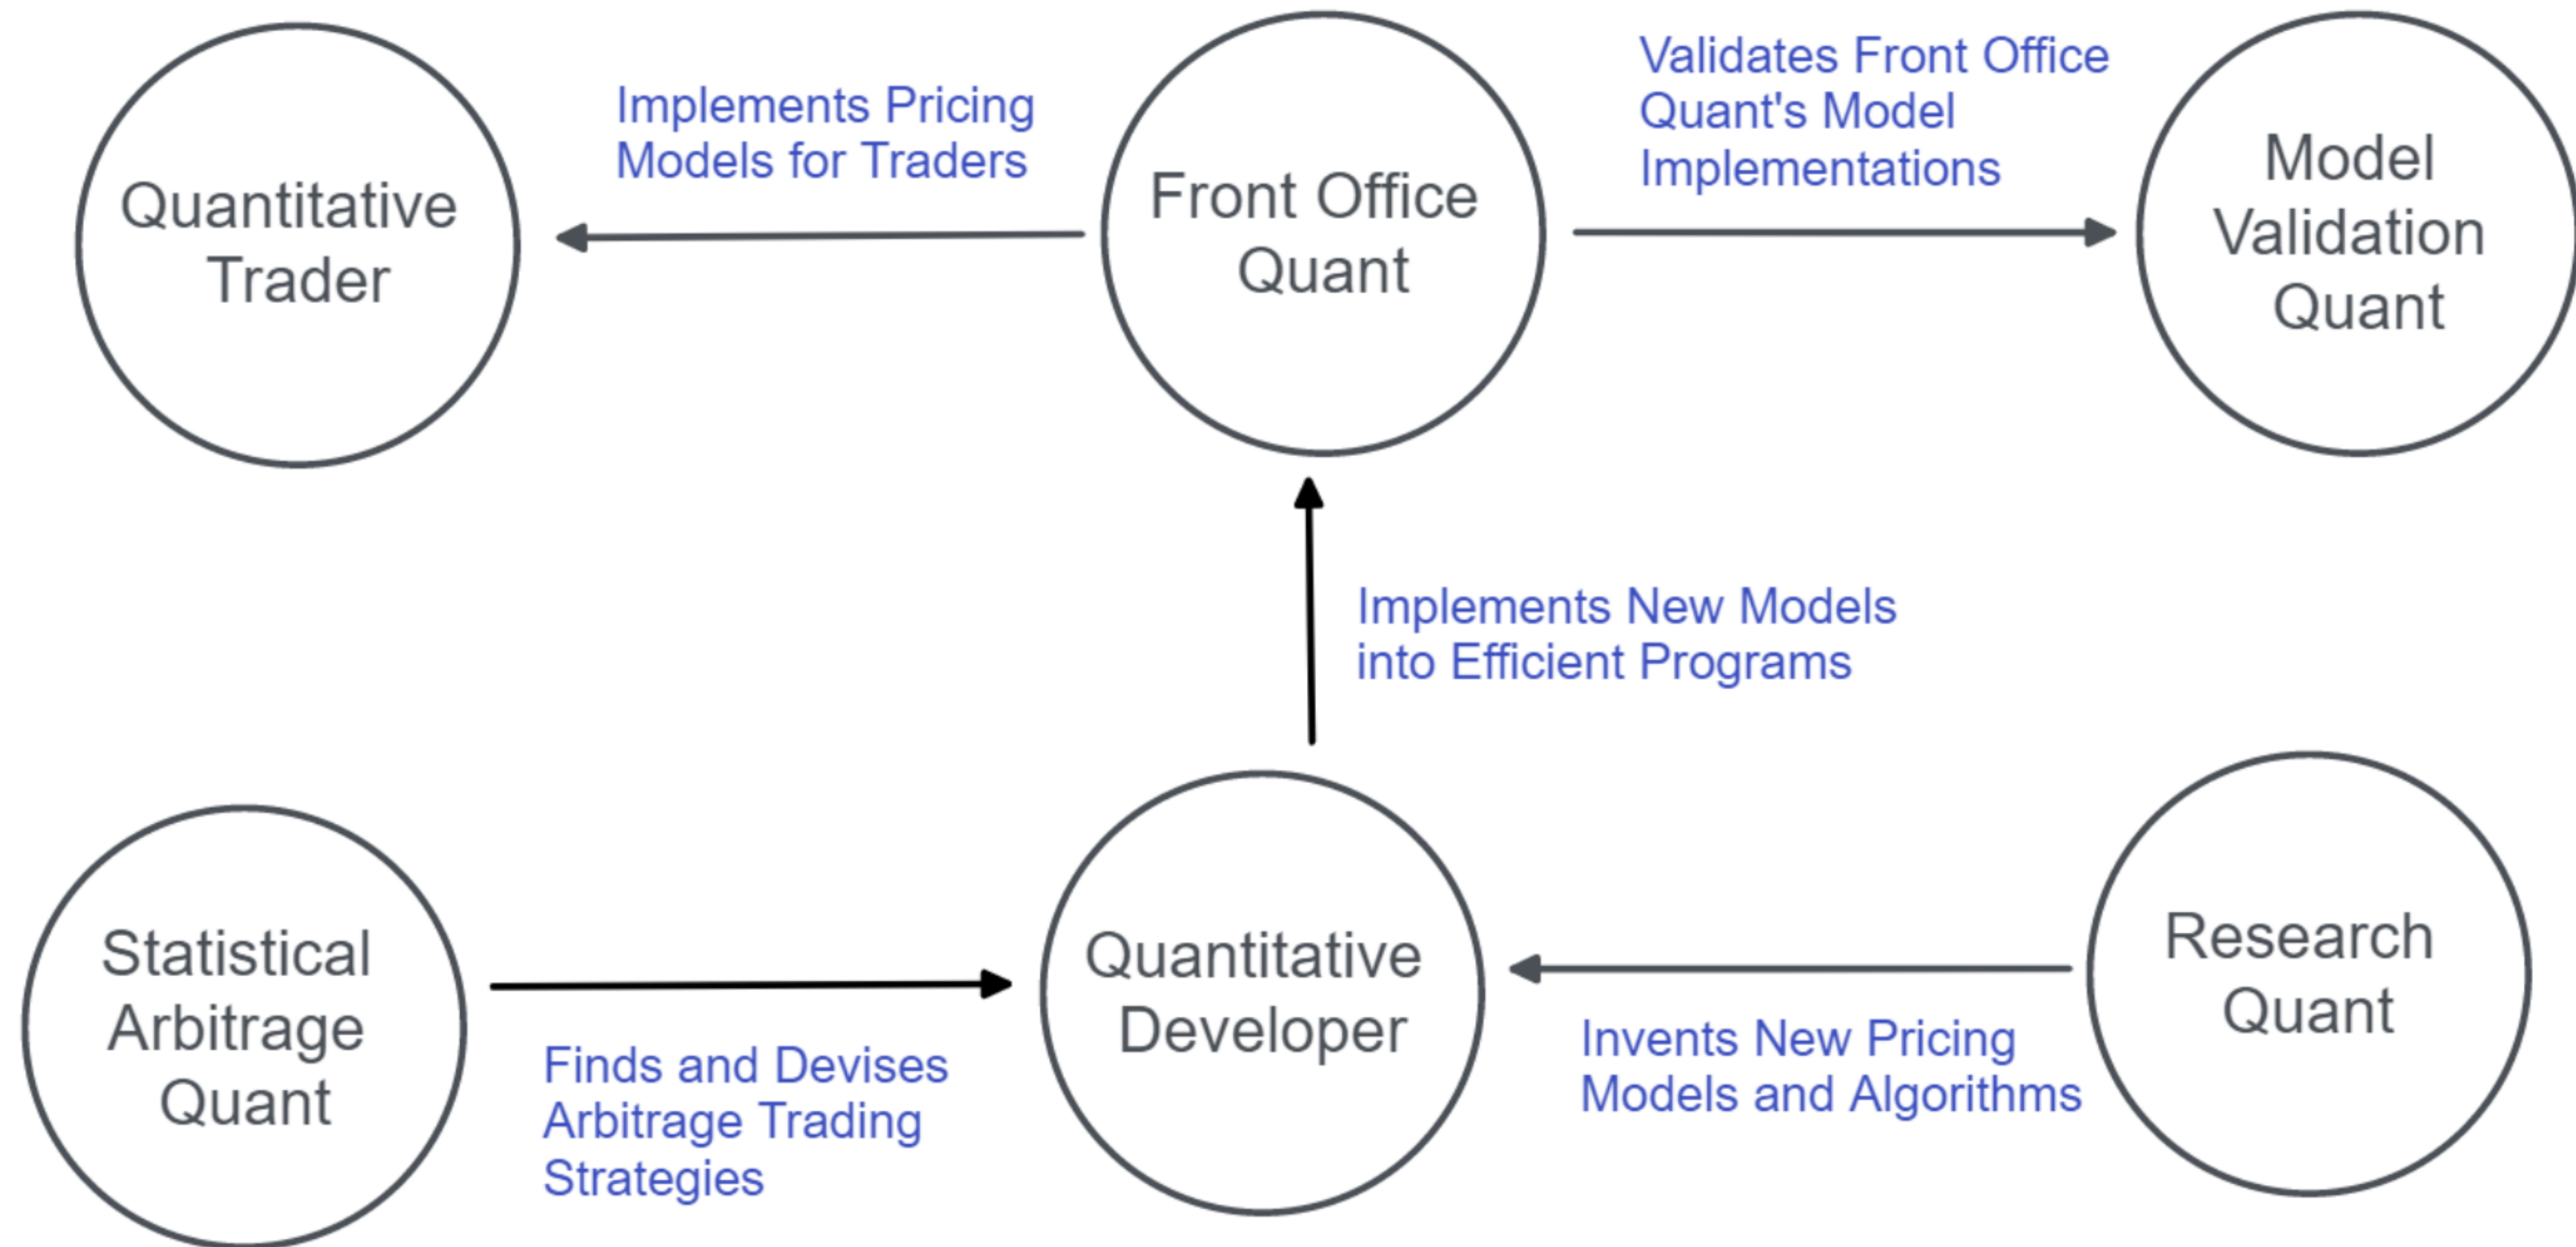 Quantitative
Trader
Implements Pricing
Models for Traders
Front Office
Quant
Validates Front Office
Quant's Model
Implementations
Model
Validation
Quant
Implements New Models
into Efficient Programs
Statistical
Arbitrage
Quant
Finds and Devises
Arbitrage Trading
Strategies
Quantitative
Developer
Invents New Pricing
Models and Algorithms
Research
Quant